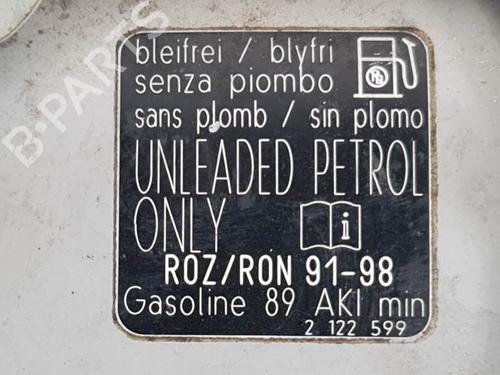 bleifrei / blyfri
senza piombo
sans plomb / sin plomo
UNLEADED PETROL
ONLY
ROZ/RON 91-98
Gasoline 89 AKI min
2 122 599
B-PARTS